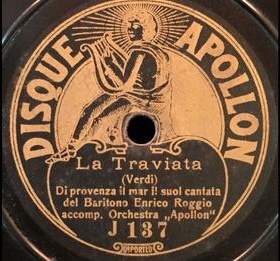 DISQUE APOLLON
La Traviata
(Verdi)
Di provenza il mar il suol cantata
del Baritono Enrico Roggio
accomp. Orchestra „Apollon"
J 137
IMPORTED